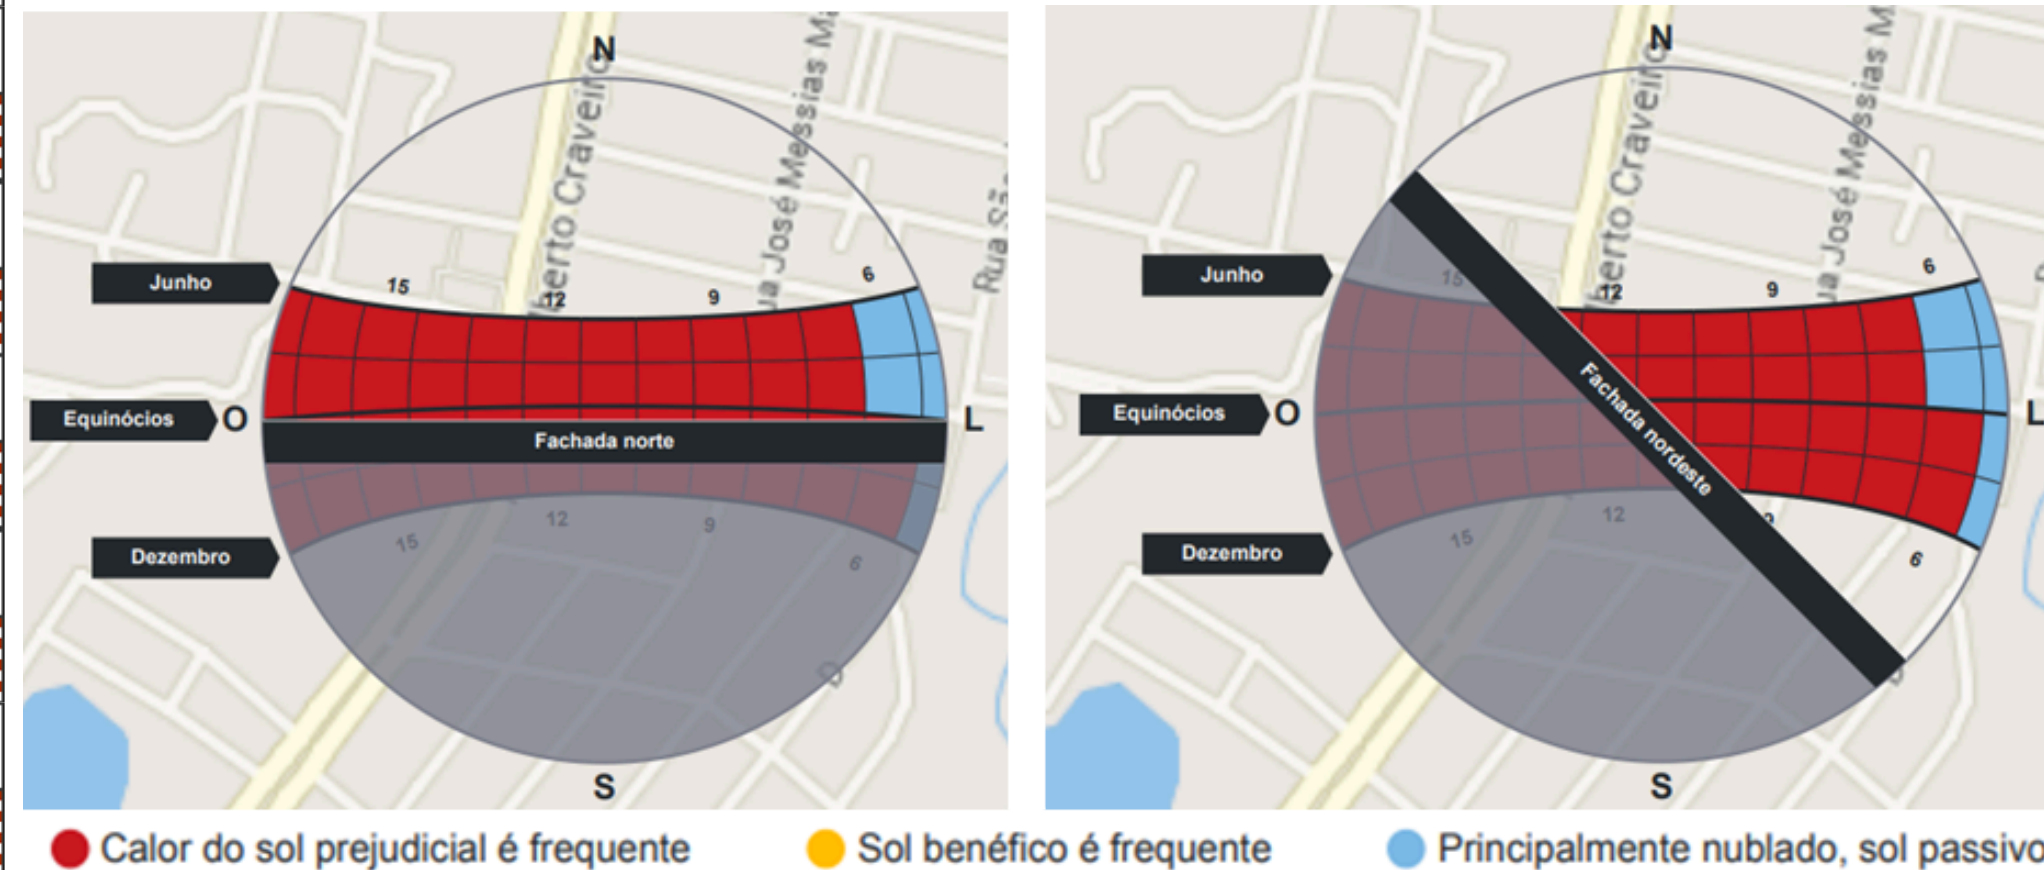 N
Junho
15
12
9
6
Equinócios
O
L
Fachada norte
Dezembro
15
12
9
6
S
N
Junho
15
12
9
6
Equinócios
O
L
Fachada nordeste
Dezembro
15
12
9
6
S
Calor do sol prejudicial é frequente
Sol benéfico é frequente
Principalmente nublado, sol passivo